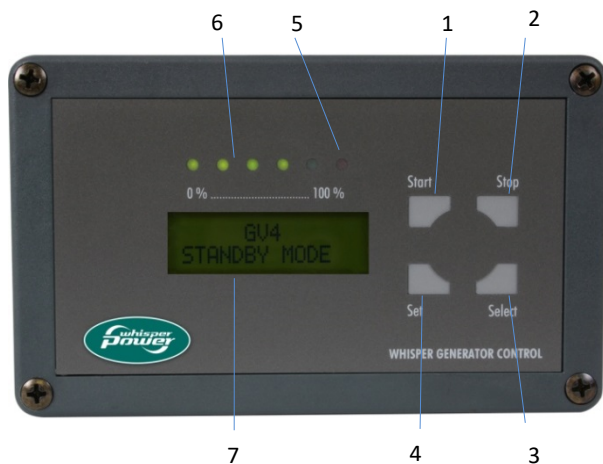 6 5 1 2
Start Stop
0 % ........................ 100 %
GV4
STANDBY MODE
Set Select
whisper
Power
WHISPER GENERATOR CONTROL
7 4 3